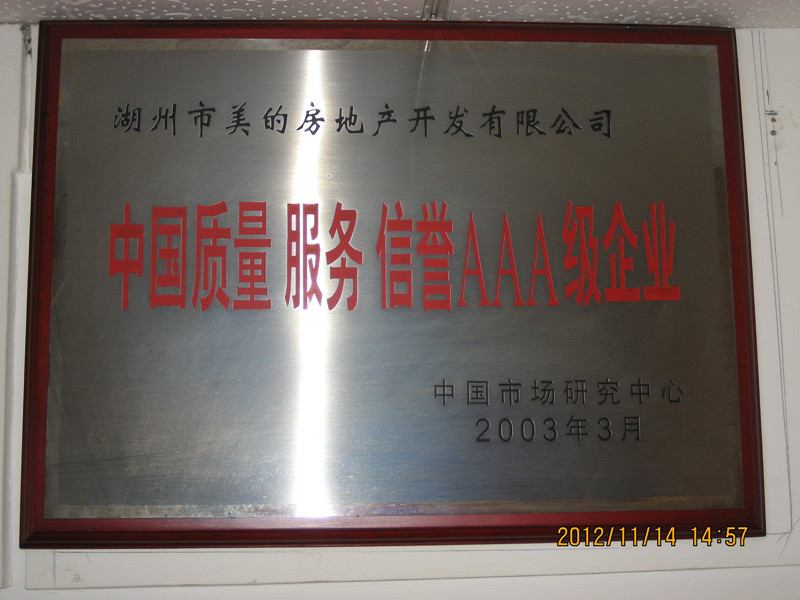 湖州市美的房地产开发有限公司
中国质量 服务 信誉AAA级企业
中国市场研究中心
2003年3月
2012/11/14 14:57